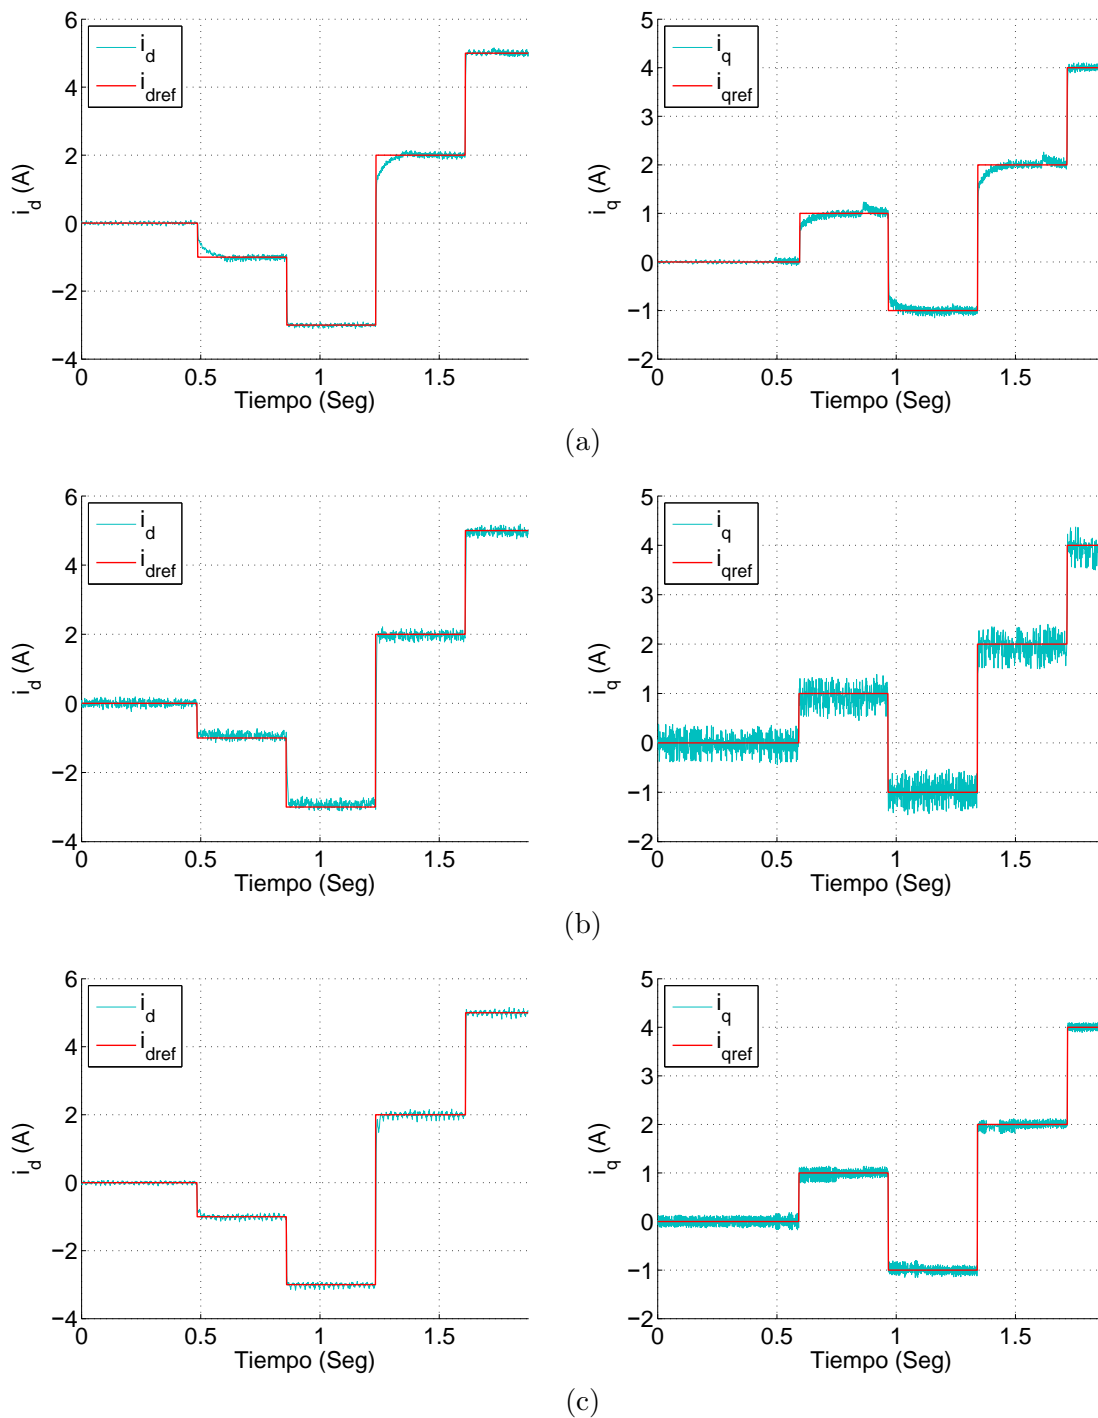 6
4
2
0
−2
−4
i_d (A)
i_d
i_dref
0 0.5 1 1.5
Tiempo (Seg)
5
4
3
2
1
0
−1
−2
i_q (A)
i_q
i_qref
0 0.5 1 1.5
Tiempo (Seg)
(a)
6
4
2
0
−2
−4
i_d (A)
i_d
i_dref
0 0.5 1 1.5
Tiempo (Seg)
5
4
3
2
1
0
−1
−2
i_q (A)
i_q
i_qref
0 0.5 1 1.5
Tiempo (Seg)
(b)
6
4
2
0
−2
−4
i_d (A)
i_d
i_dref
0 0.5 1 1.5
Tiempo (Seg)
5
4
3
2
1
0
−1
−2
i_q (A)
i_q
i_qref
0 0.5 1 1.5
Tiempo (Seg)
(c)